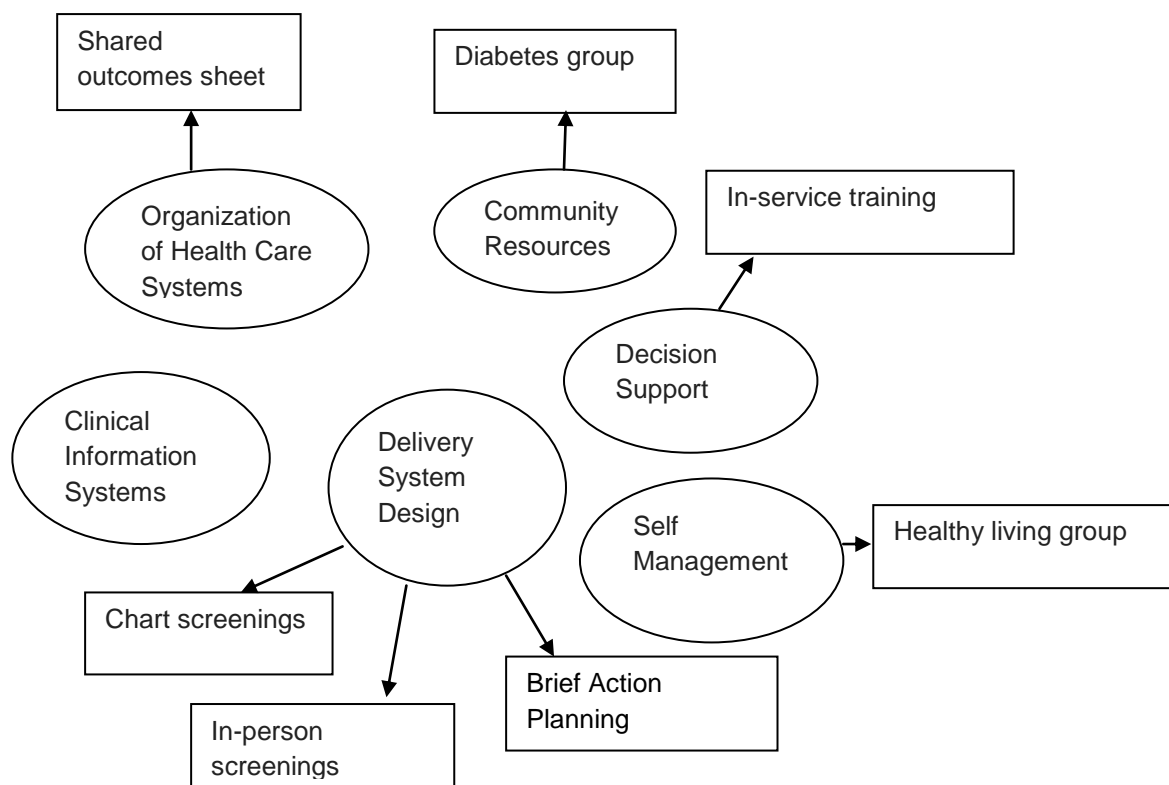 Shared
outcomes sheet
Diabetes group
In-service training
Organization
of Health Care
Systems
Community
Resources
Decision
Support
Clinical
Information
Systems
Delivery
System
Design
Self
Management
Healthy living group
Chart screenings
Brief Action
Planning
In-person
screenings